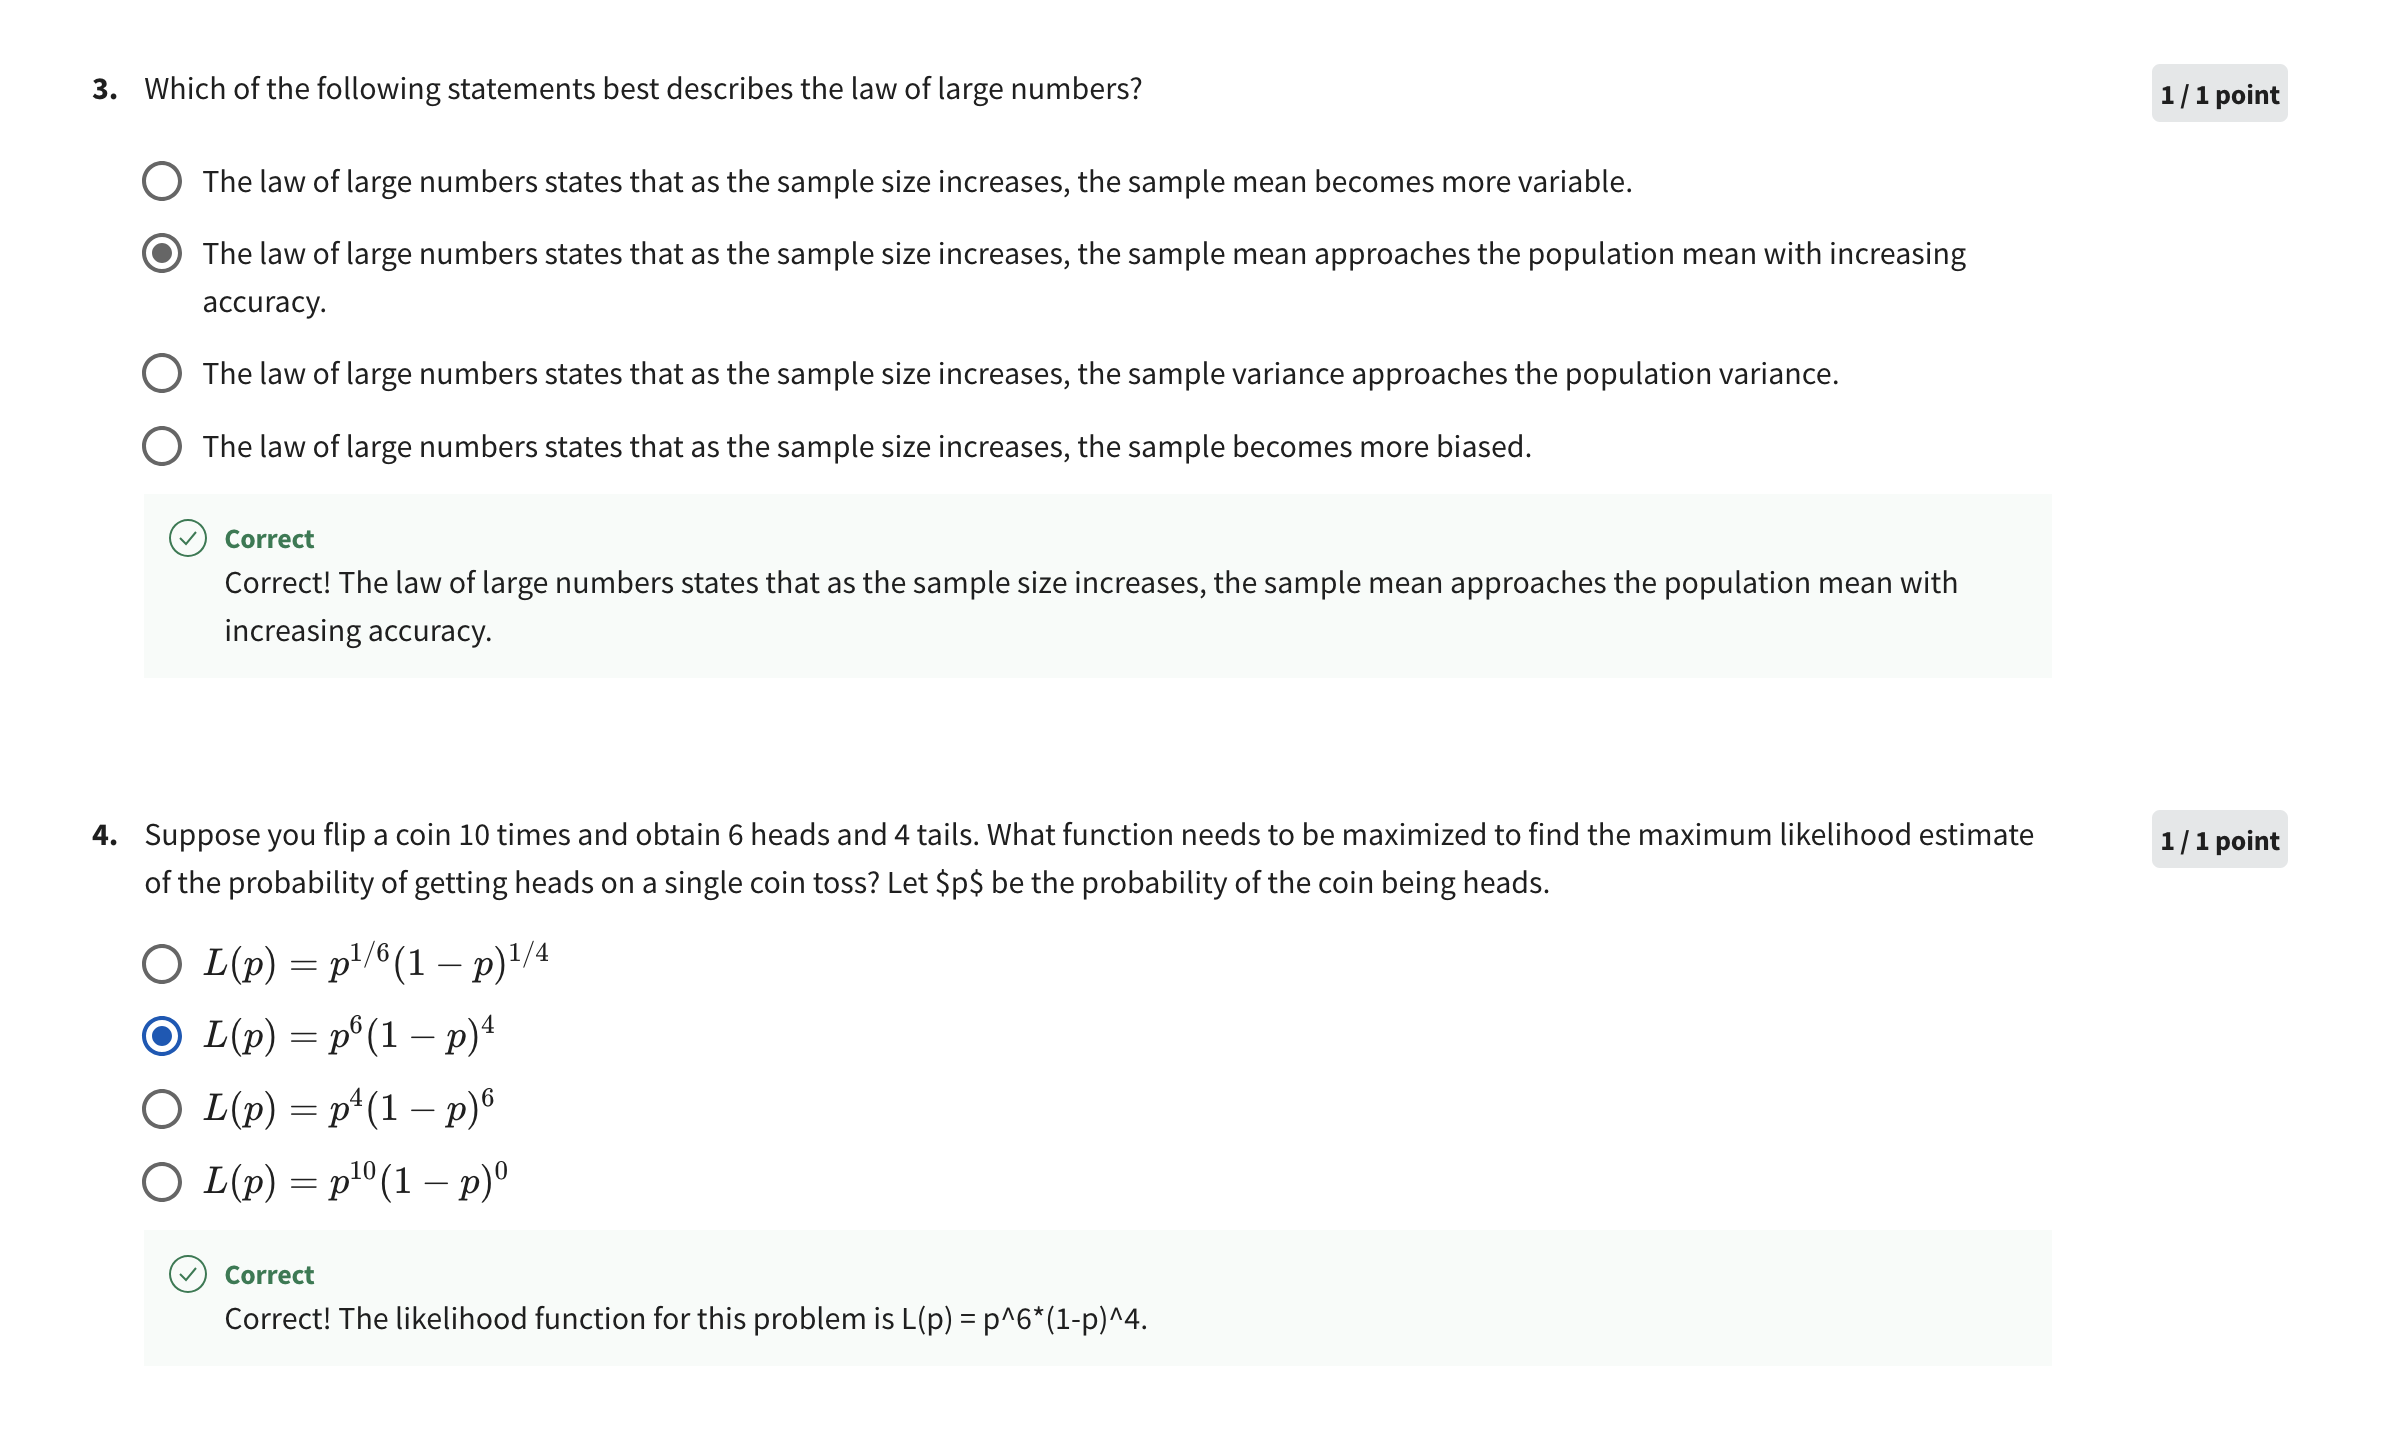 3. Which of the following statements best describes the law of large numbers?
1 / 1 point
The law of large numbers states that as the sample size increases, the sample mean becomes more variable.
The law of large numbers states that as the sample size increases, the sample mean approaches the population mean with increasing
accuracy.
The law of large numbers states that as the sample size increases, the sample variance approaches the population variance.
The law of large numbers states that as the sample size increases, the sample becomes more biased.
Correct
Correct! The law of large numbers states that as the sample size increases, the sample mean approaches the population mean with
increasing accuracy.
4. Suppose you flip a coin 10 times and obtain 6 heads and 4 tails. What function needs to be maximized to find the maximum likelihood estimate
1 / 1 point
of the probability of getting heads on a single coin toss? Let $p$ be the probability of the coin being heads.
L(p) = p^{1/6}(1 − p)^{1/4}
L(p) = p^6(1 − p)^4
L(p) = p^4(1 − p)^6
L(p) = p^{10}(1 − p)^0
Correct
Correct! The likelihood function for this problem is L(p) = p^6*(1-p)^4.